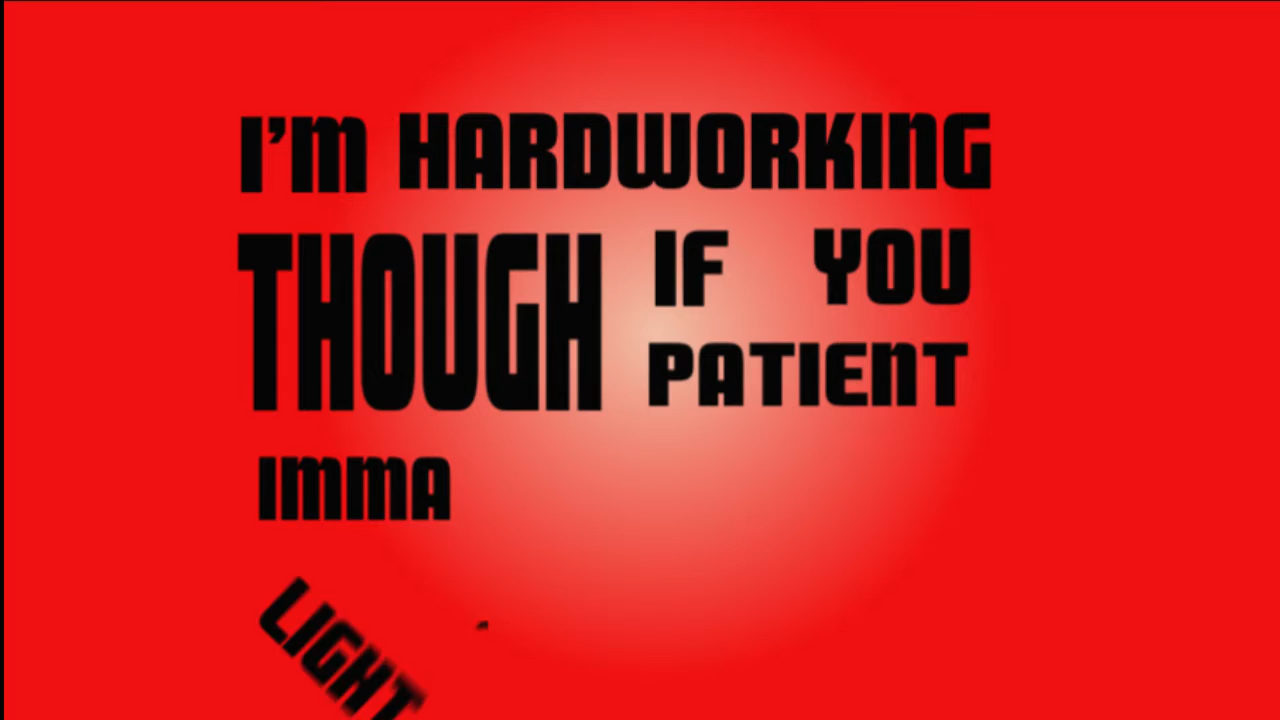 I'M HARDWORKING
THOUGH IF YOU
PATIENT
IMMA
LIGHT